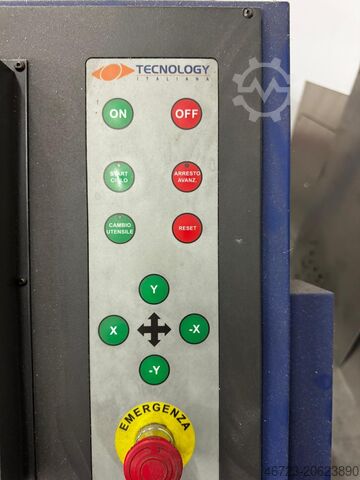 TECNOLOGY
ITALIANA
ON
OFF
START
CICLO
ARRESTO
AVANZ.
CAMBIO
UTENSILE
RESET
Y
X
-X
-Y
EMERGENZA
46723-20623890